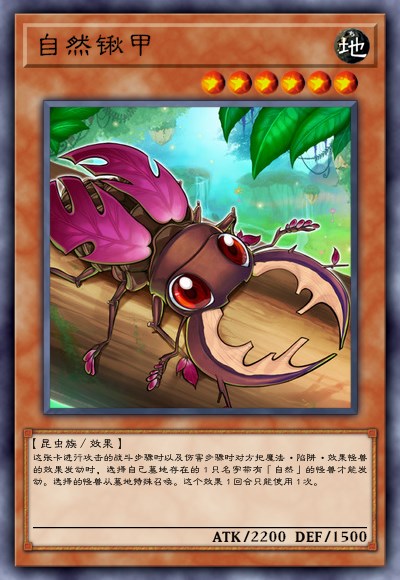 自然锹甲
地
【昆虫族／效果】
这张卡进行攻击的战斗步骤时以及伤害步骤时对方把魔法·陷阱·效果怪兽
的效果发动时，选择自己墓地存在的１只名字带有「自然」的怪兽才能发
动。选择的怪兽从墓地特殊召唤。这个效果１回合只能使用１次。
ATK/2200 DEF/1500